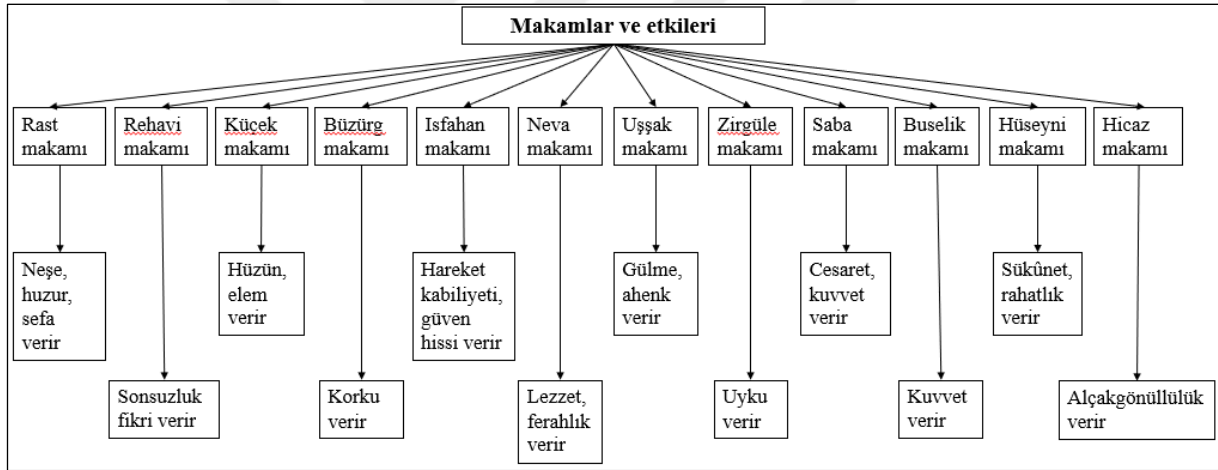 Makamlar ve etkileri
Rast
makamı
Rehavi
makamı
Küçek
makamı
Büzürg
makamı
Isfahan
makamı
Neva
makamı
Uşşak
makamı
Zirgüle
makamı
Saba
makamı
Buselik
makamı
Hüseyni
makamı
Hicaz
makamı
Neşe,
huzur,
sefa
verir
Hüzün,
elem
verir
Hareket
kabiliyeti,
güven
hissi verir
Gülme,
ahenk
verir
Cesaret,
kuvvet
verir
Sükûnet,
rahatlık
verir
Sonsuzluk
fikri verir
Korku
verir
Lezzet,
ferahlık
verir
Uyku
verir
Kuvvet
verir
Alçakgönüllülük
verir